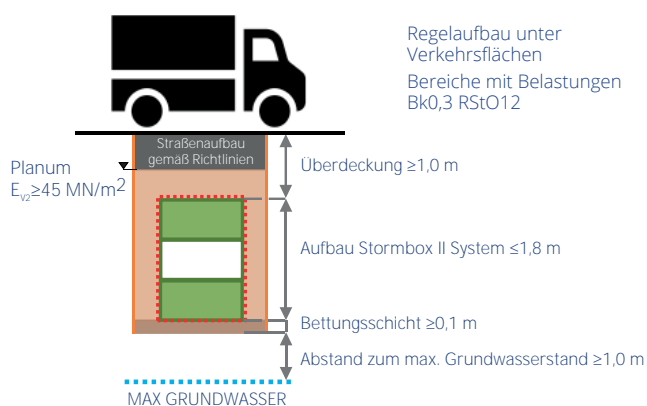 Regelaufbau unter
Verkehrsflächen
Bereiche mit Belastungen
Bk0,3 RStO12
Straßenaufbau
gemäß Richtlinien
Planum
Ev2≥45 MN/m2
Überdeckung ≥1,0 m
Aufbau Stormbox II System ≤1,8 m
Bettungsschicht ≥0,1 m
Abstand zum max. Grundwasserstand ≥1,0 m
MAX GRUNDWASSER